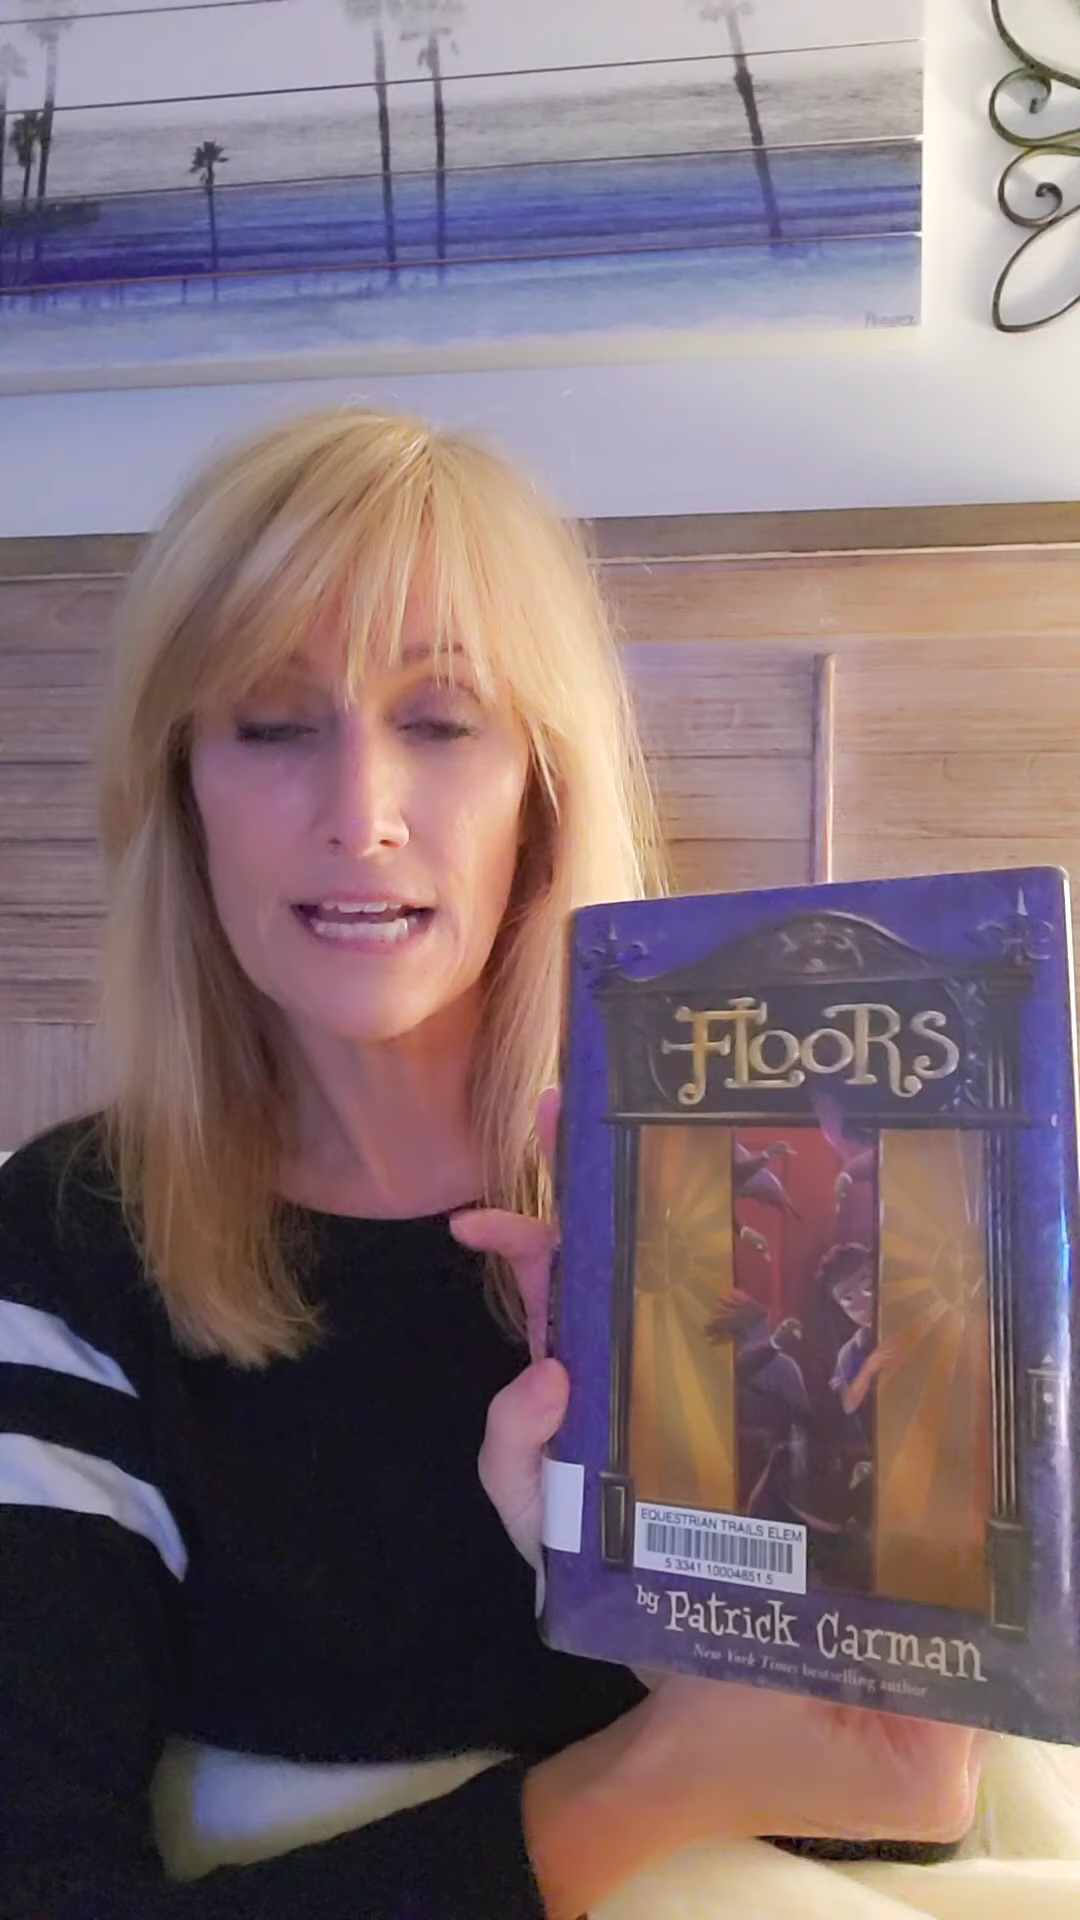 FLOORS
EQUESTRIAN TRAILS ELEM
5 3341 10004851 5
by Patrick Carman
New York Times bestselling author